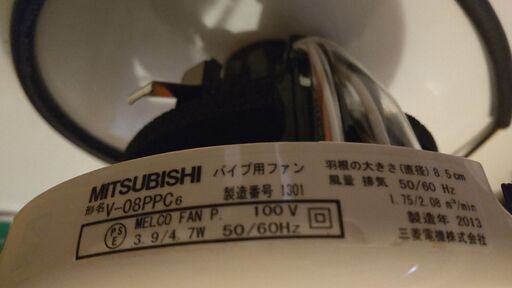 MITSUBISHI パイプ用ファン
形名 V-08PPC6 製造番号 1301
PSE MELCO FAN P. 100V
3.9/4.7W 50/60Hz
羽根の大きさ(直径)8.5cm
風量 排気 50/60 Hz
1.75/2.08 m³/min
製造年 2013
三菱電機株式会社